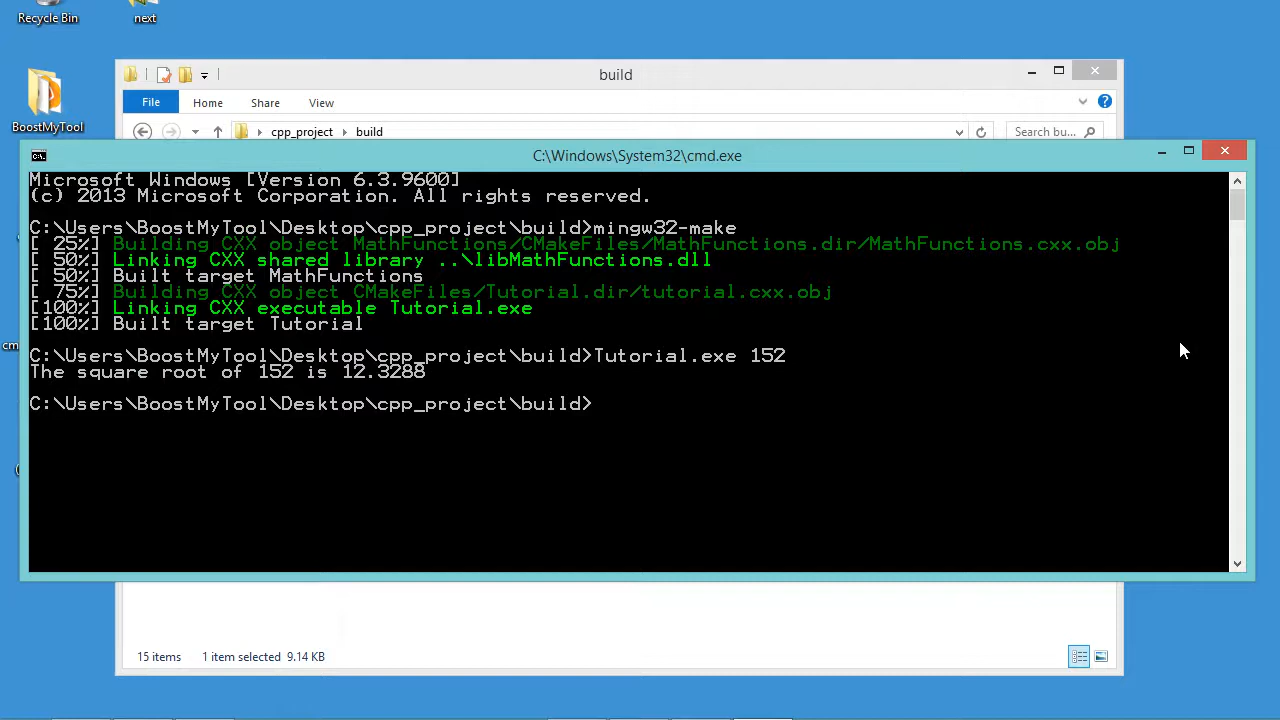 Recycle Bin
next
BoostMyTool
build
File
Home
Share
View
cpp_project
build
Search bu...
C:\Windows\System32\cmd.exe
Microsoft Windows [Version 6.3.9600]
(c) 2013 Microsoft Corporation. All rights reserved.
C:\Users\BoostMyTool\Desktop\cpp_project\build>mingw32-make
[ 25%] Building CXX object MathFunctions/CMakeFiles/MathFunctions.dir/MathFunctions.cxx.obj
[ 50%] Linking CXX shared library ..\libMathFunctions.dll
[ 50%] Built target MathFunctions
[ 75%] Building CXX object CMakeFiles/Tutorial.dir/tutorial.cxx.obj
[100%] Linking CXX executable Tutorial.exe
[100%] Built target Tutorial
C:\Users\BoostMyTool\Desktop\cpp_project\build>Tutorial.exe 152
The square root of 152 is 12.3288
C:\Users\BoostMyTool\Desktop\cpp_project\build>
cm
15 items
1 item selected 9.14 KB